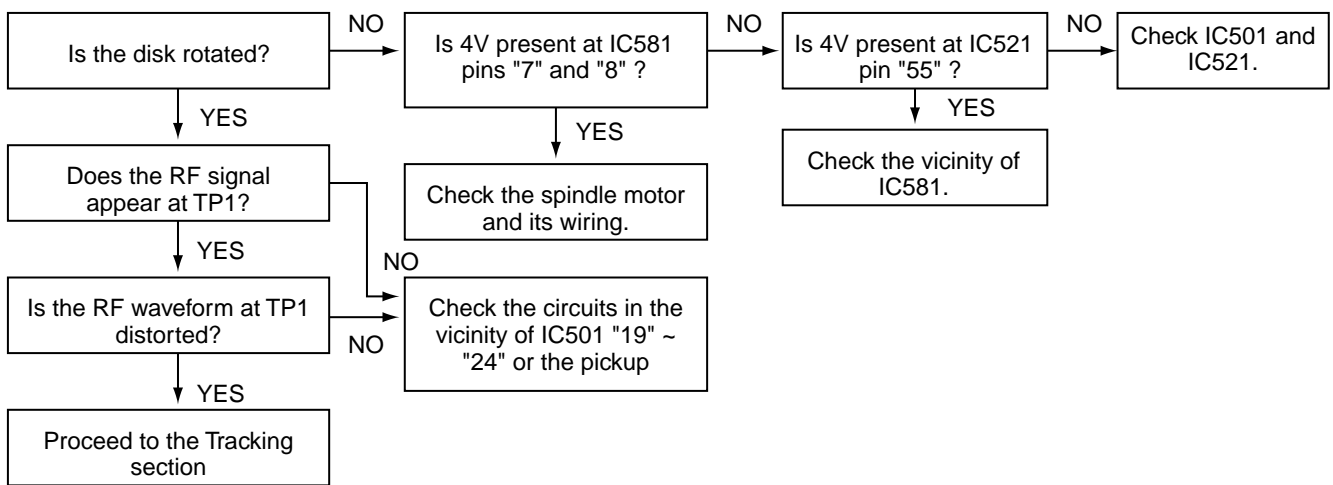 Is the disk rotated?
NO
Is 4V present at IC581
pins "7" and "8" ?
NO
Is 4V present at IC521
pin "55" ?
NO
Check IC501 and
IC521.
YES
YES
YES
Does the RF signal
appear at TP1?
Check the spindle motor
and its wiring.
Check the vicinity of
IC581.
YES
NO
Is the RF waveform at TP1
distorted?
NO
Check the circuits in the
vicinity of IC501 "19" ~
"24" or the pickup
YES
Proceed to the Tracking
section